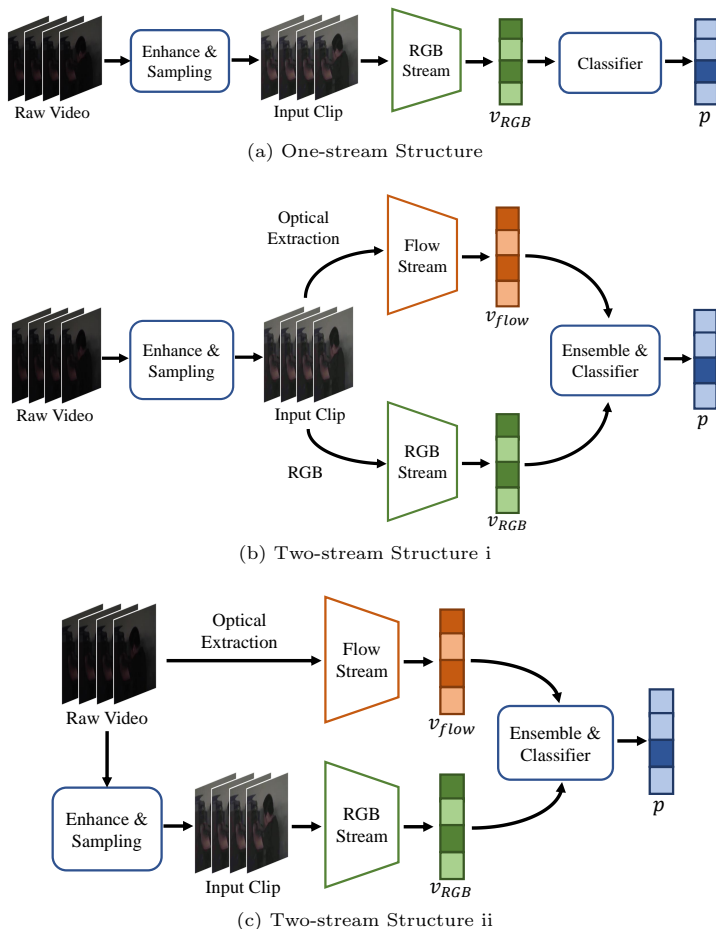 Enhance &
Sampling
RGB
Stream
Classifier
Raw Video
Input Clip
v_RGB
p
(a) One-stream Structure
Optical
Extraction
Flow
Stream
v_flow
Enhance &
Sampling
Ensemble &
Classifier
Raw Video
Input Clip
p
RGB
RGB
Stream
v_RGB
(b) Two-stream Structure i
Optical
Extraction
Flow
Stream
Raw Video
v_flow
Ensemble &
Classifier
Enhance &
Sampling
RGB
Stream
p
Input Clip
v_RGB
(c) Two-stream Structure ii